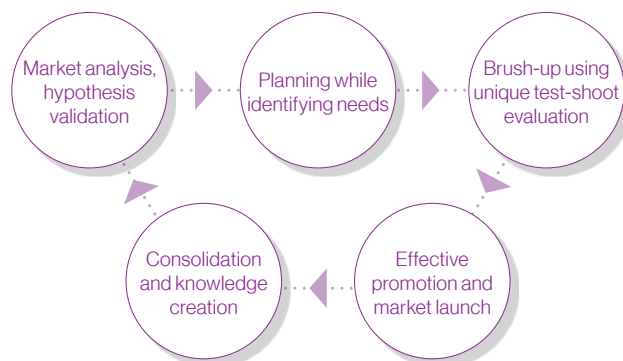 Market analysis,
hypothesis
validation
Planning while
identifying needs
Brush-up using
unique test-shoot
evaluation
Effective
promotion and
market launch
Consolidation
and knowledge
creation